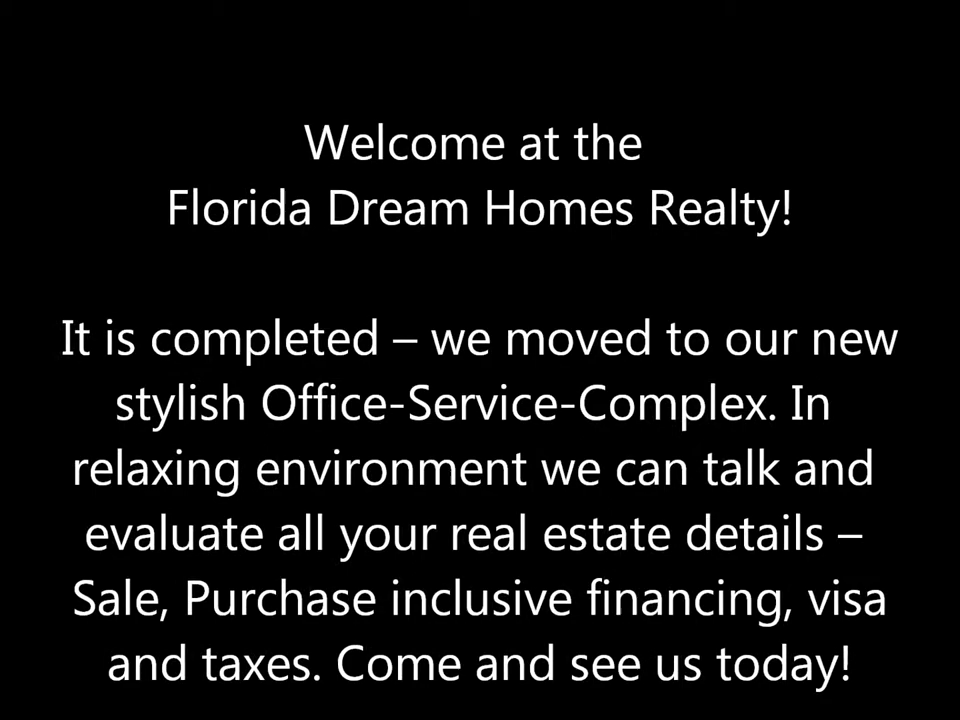 Welcome at the
Florida Dream Homes Realty!
It is completed – we moved to our new
stylish Office-Service-Complex. In
relaxing environment we can talk and
evaluate all your real estate details –
Sale, Purchase inclusive financing, visa
and taxes. Come and see us today!